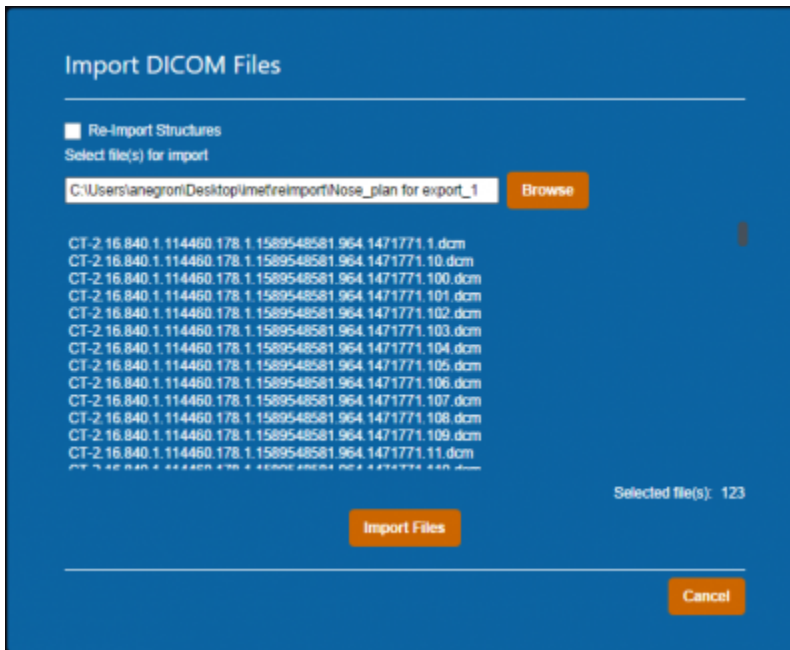 Import DICOM Files
Re-Import Structures
Select file(s) for import
C:\Users\anegron\Desktop\imef\reimport\Nose_plan for export_1
Browse
CT-2.16.840.1.114460.178.1.1589548581.964.1471771.1.dcm
CT-2.16.840.1.114460.178.1.1589548581.964.1471771.10.dcm
CT-2.16.840.1.114460.178.1.1589548581.964.1471771.100.dcm
CT-2.16.840.1.114460.178.1.1589548581.964.1471771.101.dcm
CT-2.16.840.1.114460.178.1.1589548581.964.1471771.102.dcm
CT-2.16.840.1.114460.178.1.1589548581.964.1471771.103.dcm
CT-2.16.840.1.114460.178.1.1589548581.964.1471771.104.dcm
CT-2.16.840.1.114460.178.1.1589548581.964.1471771.105.dcm
CT-2.16.840.1.114460.178.1.1589548581.964.1471771.106.dcm
CT-2.16.840.1.114460.178.1.1589548581.964.1471771.107.dcm
CT-2.16.840.1.114460.178.1.1589548581.964.1471771.108.dcm
CT-2.16.840.1.114460.178.1.1589548581.964.1471771.109.dcm
CT-2.16.840.1.114460.178.1.1589548581.964.1471771.11.dcm
Selected file(s): 123
Import Files
Cancel